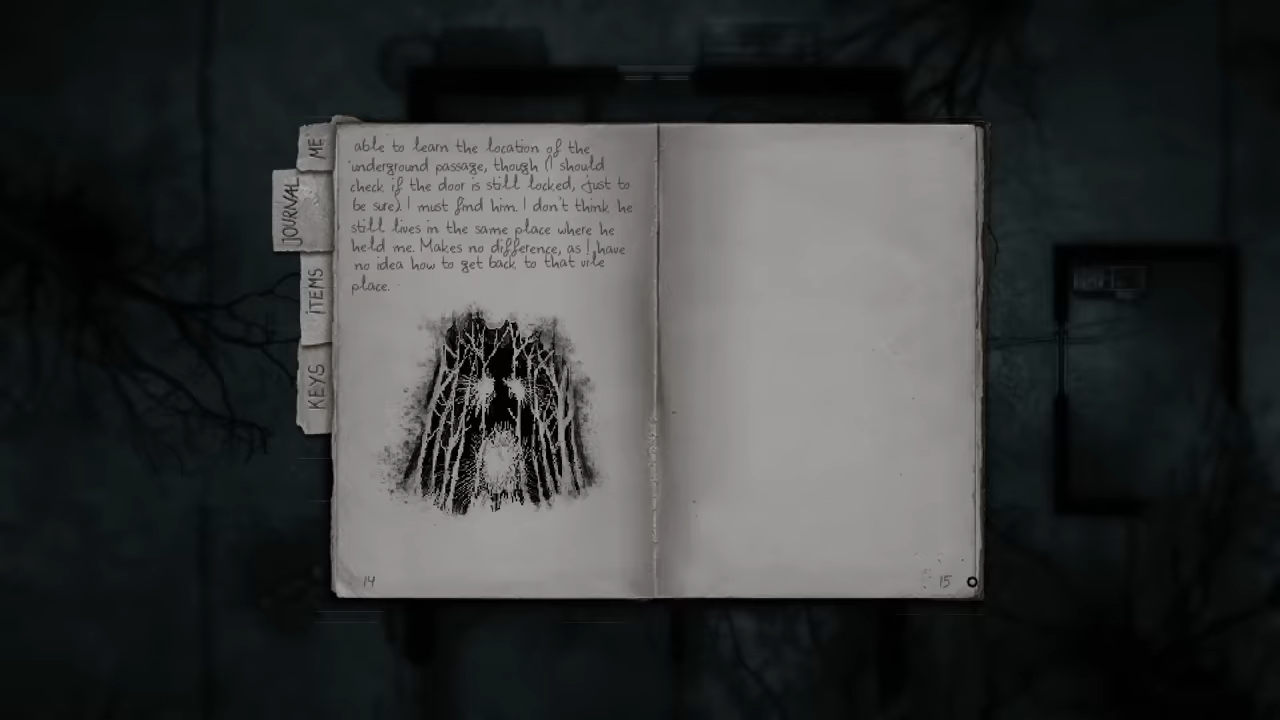 ME
JOURNAL
ITEMS
KEYS
able to learn the location of the
underground passage, though (I should
check if the door is still locked, just to
be sure). I must find him. I don't think he
still lives in the same place where he
held me. Makes no difference, as I have
no idea how to get back to that vile
place.
14
15